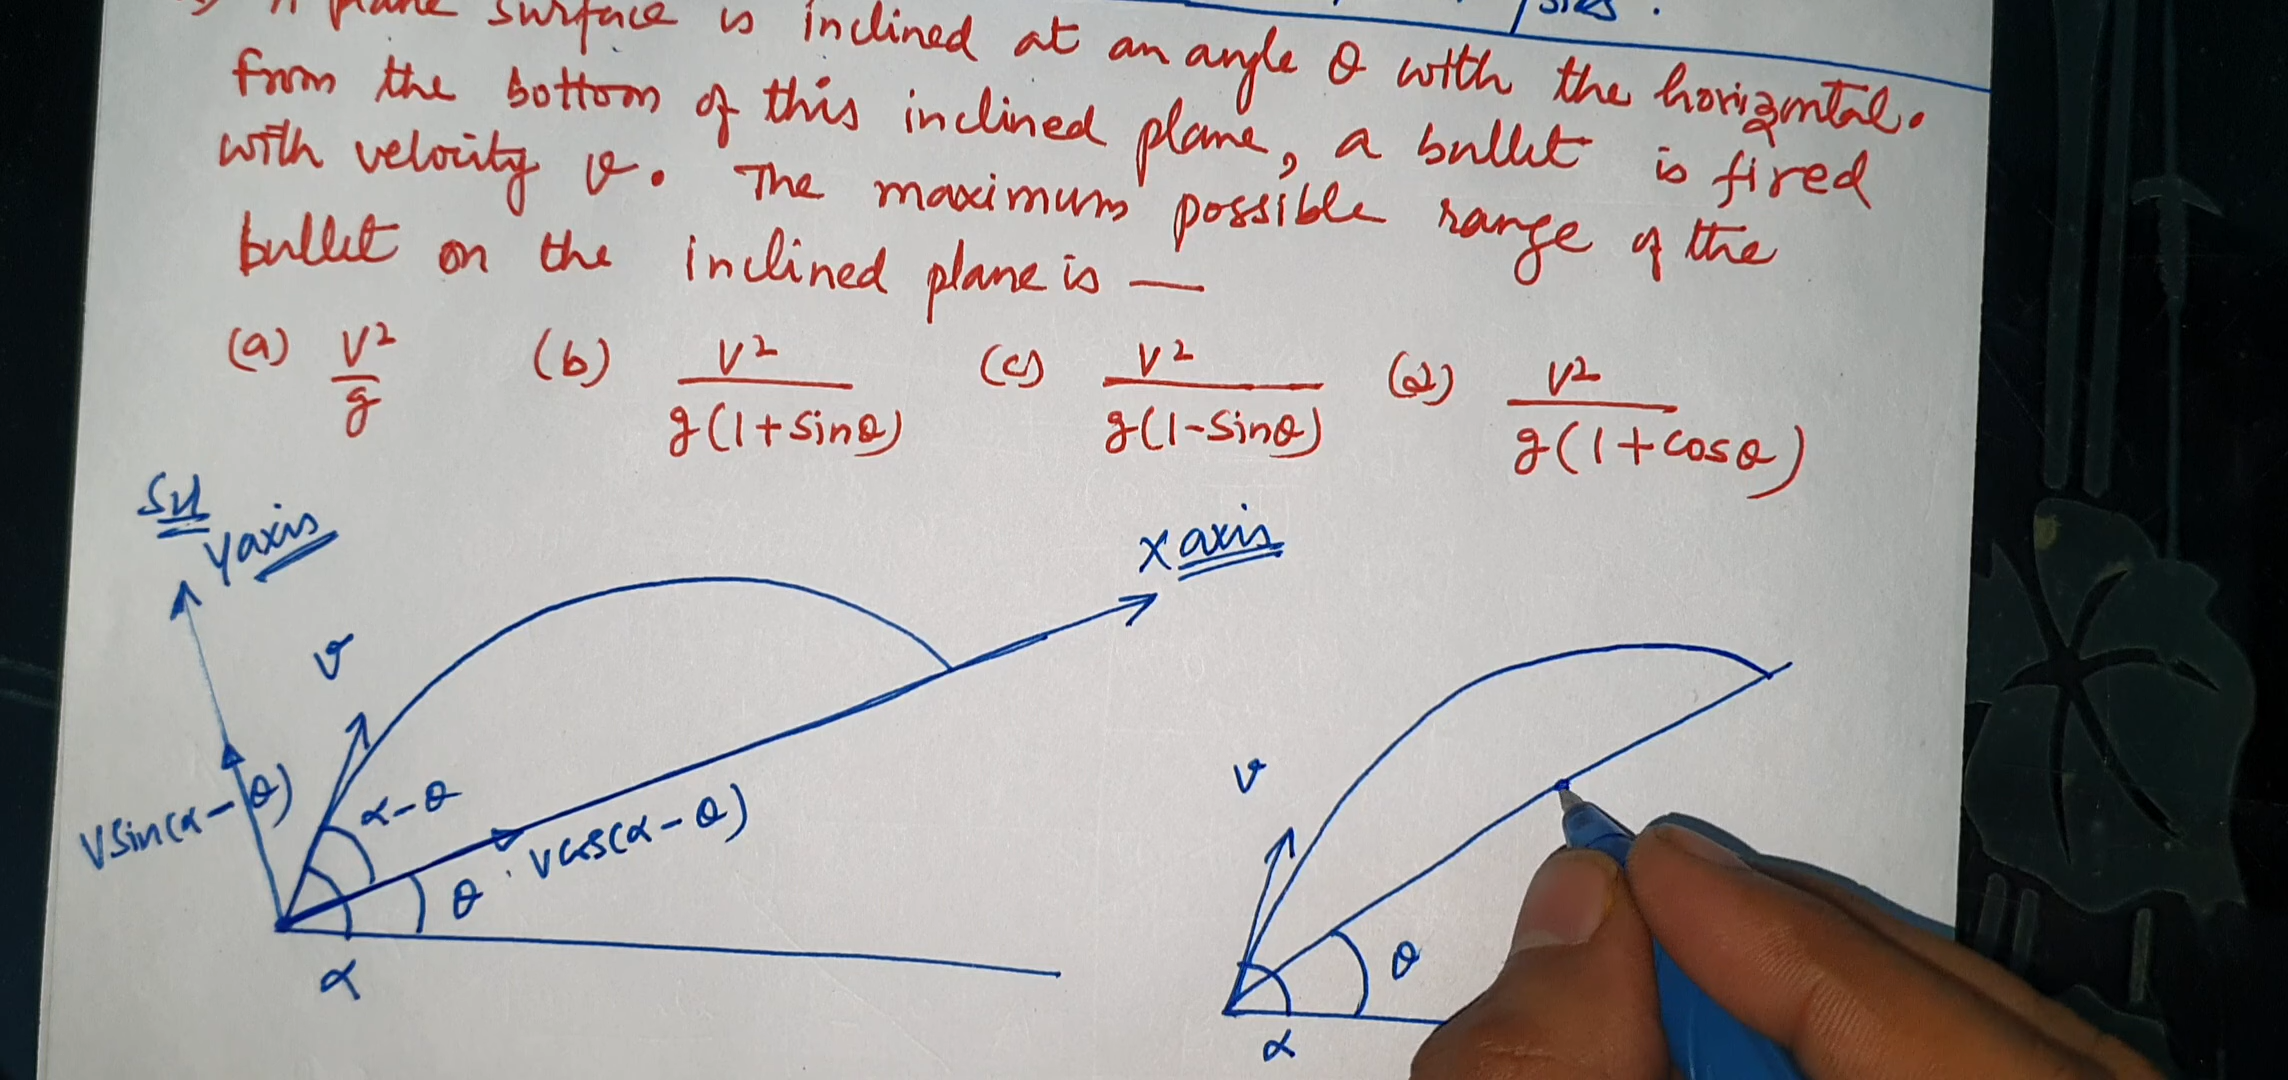 A plane surface is inclined at an angle θ with the horizontal.
from the bottom of this inclined plane, a bullet is fired
with velocity v. The maximum possible range of the
bullet on the inclined plane is —
(a) V²/g (b) V²/g(1+sinθ) (c) V²/g(1-sinθ) (d) V²/g(1+cosθ)
Sol
Y axis
X axis
v
Vsin(α-θ)
α-θ
vcos(α-θ)
θ
α
v
θ
α